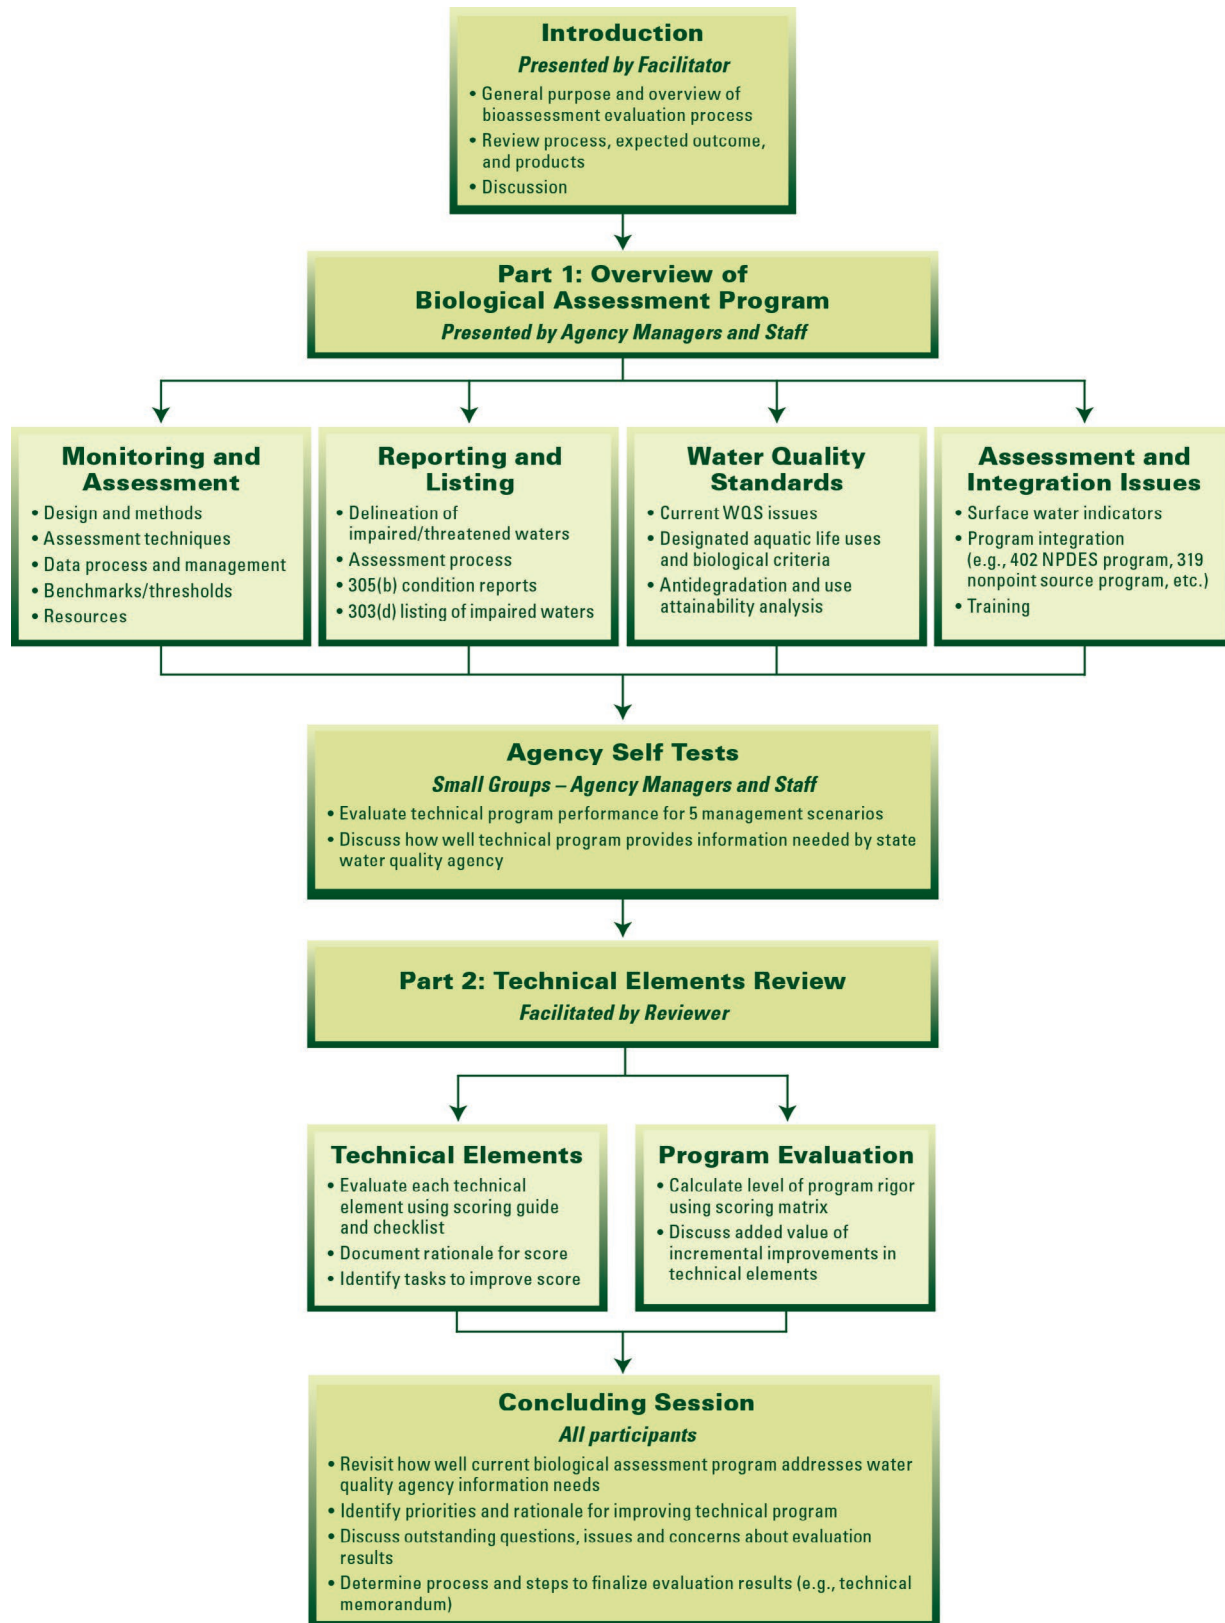 Introduction
Presented by Facilitator
• General purpose and overview of
bioassessment evaluation process
• Review process, expected outcome,
and products
• Discussion
Part 1: Overview of
Biological Assessment Program
Presented by Agency Managers and Staff
Monitoring and
Assessment
• Design and methods
• Assessment techniques
• Data process and management
• Benchmarks/thresholds
• Resources
Reporting and
Listing
• Delineation of
impaired/threatened waters
• Assessment process
• 305(b) condition reports
• 303(d) listing of impaired waters
Water Quality
Standards
• Current WQS issues
• Designated aquatic life uses
and biological criteria
• Antidegradation and use
attainability analysis
Assessment and
Integration Issues
• Surface water indicators
• Program integration
(e.g., 402 NPDES program, 319
nonpoint source program, etc.)
• Training
Agency Self Tests
Small Groups – Agency Managers and Staff
• Evaluate technical program performance for 5 management scenarios
• Discuss how well technical program provides information needed by state
water quality agency
Part 2: Technical Elements Review
Facilitated by Reviewer
Technical Elements
• Evaluate each technical
element using scoring guide
and checklist
• Document rationale for score
• Identify tasks to improve score
Program Evaluation
• Calculate level of program rigor
using scoring matrix
• Discuss added value of
incremental improvements in
technical elements
Concluding Session
All participants
• Revisit how well current biological assessment program addresses water
quality agency information needs
• Identify priorities and rationale for improving technical program
• Discuss outstanding questions, issues and concerns about evaluation
results
• Determine process and steps to finalize evaluation results (e.g., technical
memorandum)